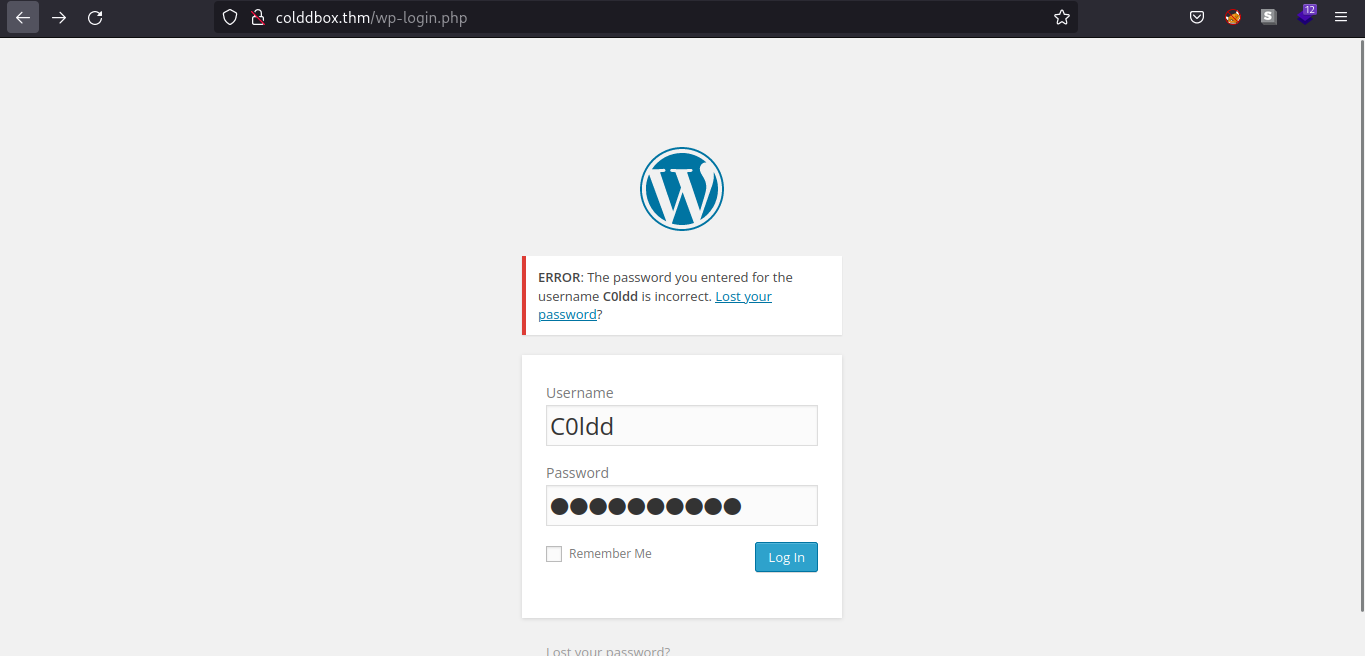 colddbox.thm/wp-login.php
S
12
W
ERROR: The password you entered for the
username C0ldd is incorrect. Lost your
password?
Username
C0ldd
Password
Remember Me
Log In
Lost your password?